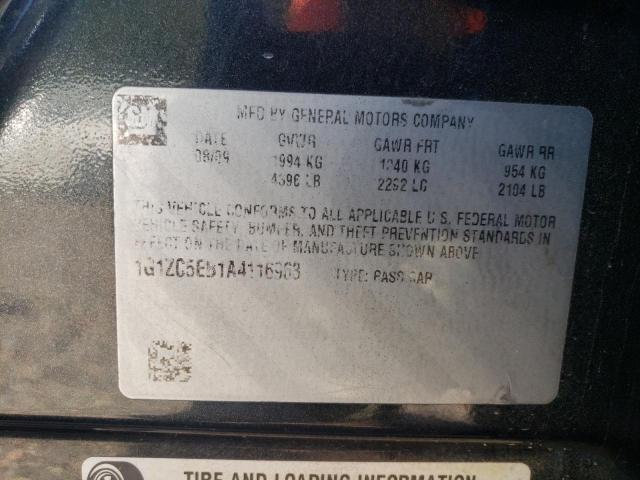 MFD BY GENERAL MOTORS COMPANY
DATE GVWR GAWR FRT GAWR RR
08/09 1994 KG 1040 KG 954 KG
4396 LB 2292 LB 2104 LB
THIS VEHICLE CONFORMS TO ALL APPLICABLE U.S. FEDERAL MOTOR
VEHICLE SAFETY, BUMPER, AND THEFT PREVENTION STANDARDS IN
EFFECT ON THE DATE OF MANUFACTURE SHOWN ABOVE
TYPE: PASS CAR
TIRE AND LOADING INFORMATION